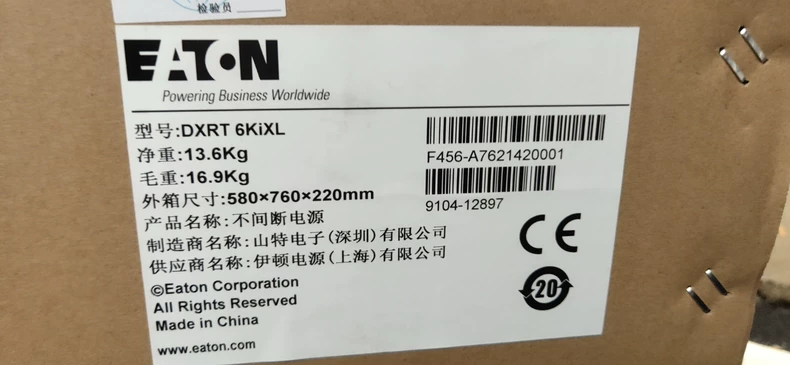 检验员
EATON
Powering Business Worldwide
型号:DXRT 6KiXL
净重:13.6Kg
毛重:16.9Kg
外箱尺寸:580×760×220mm
产品名称:不间断电源
制造商名称:山特电子(深圳)有限公司
供应商名称:伊顿电源(上海)有限公司
©Eaton Corporation
All Rights Reserved
Made in China
www.eaton.com
F456-A7621420001
9104-12897
CE
20